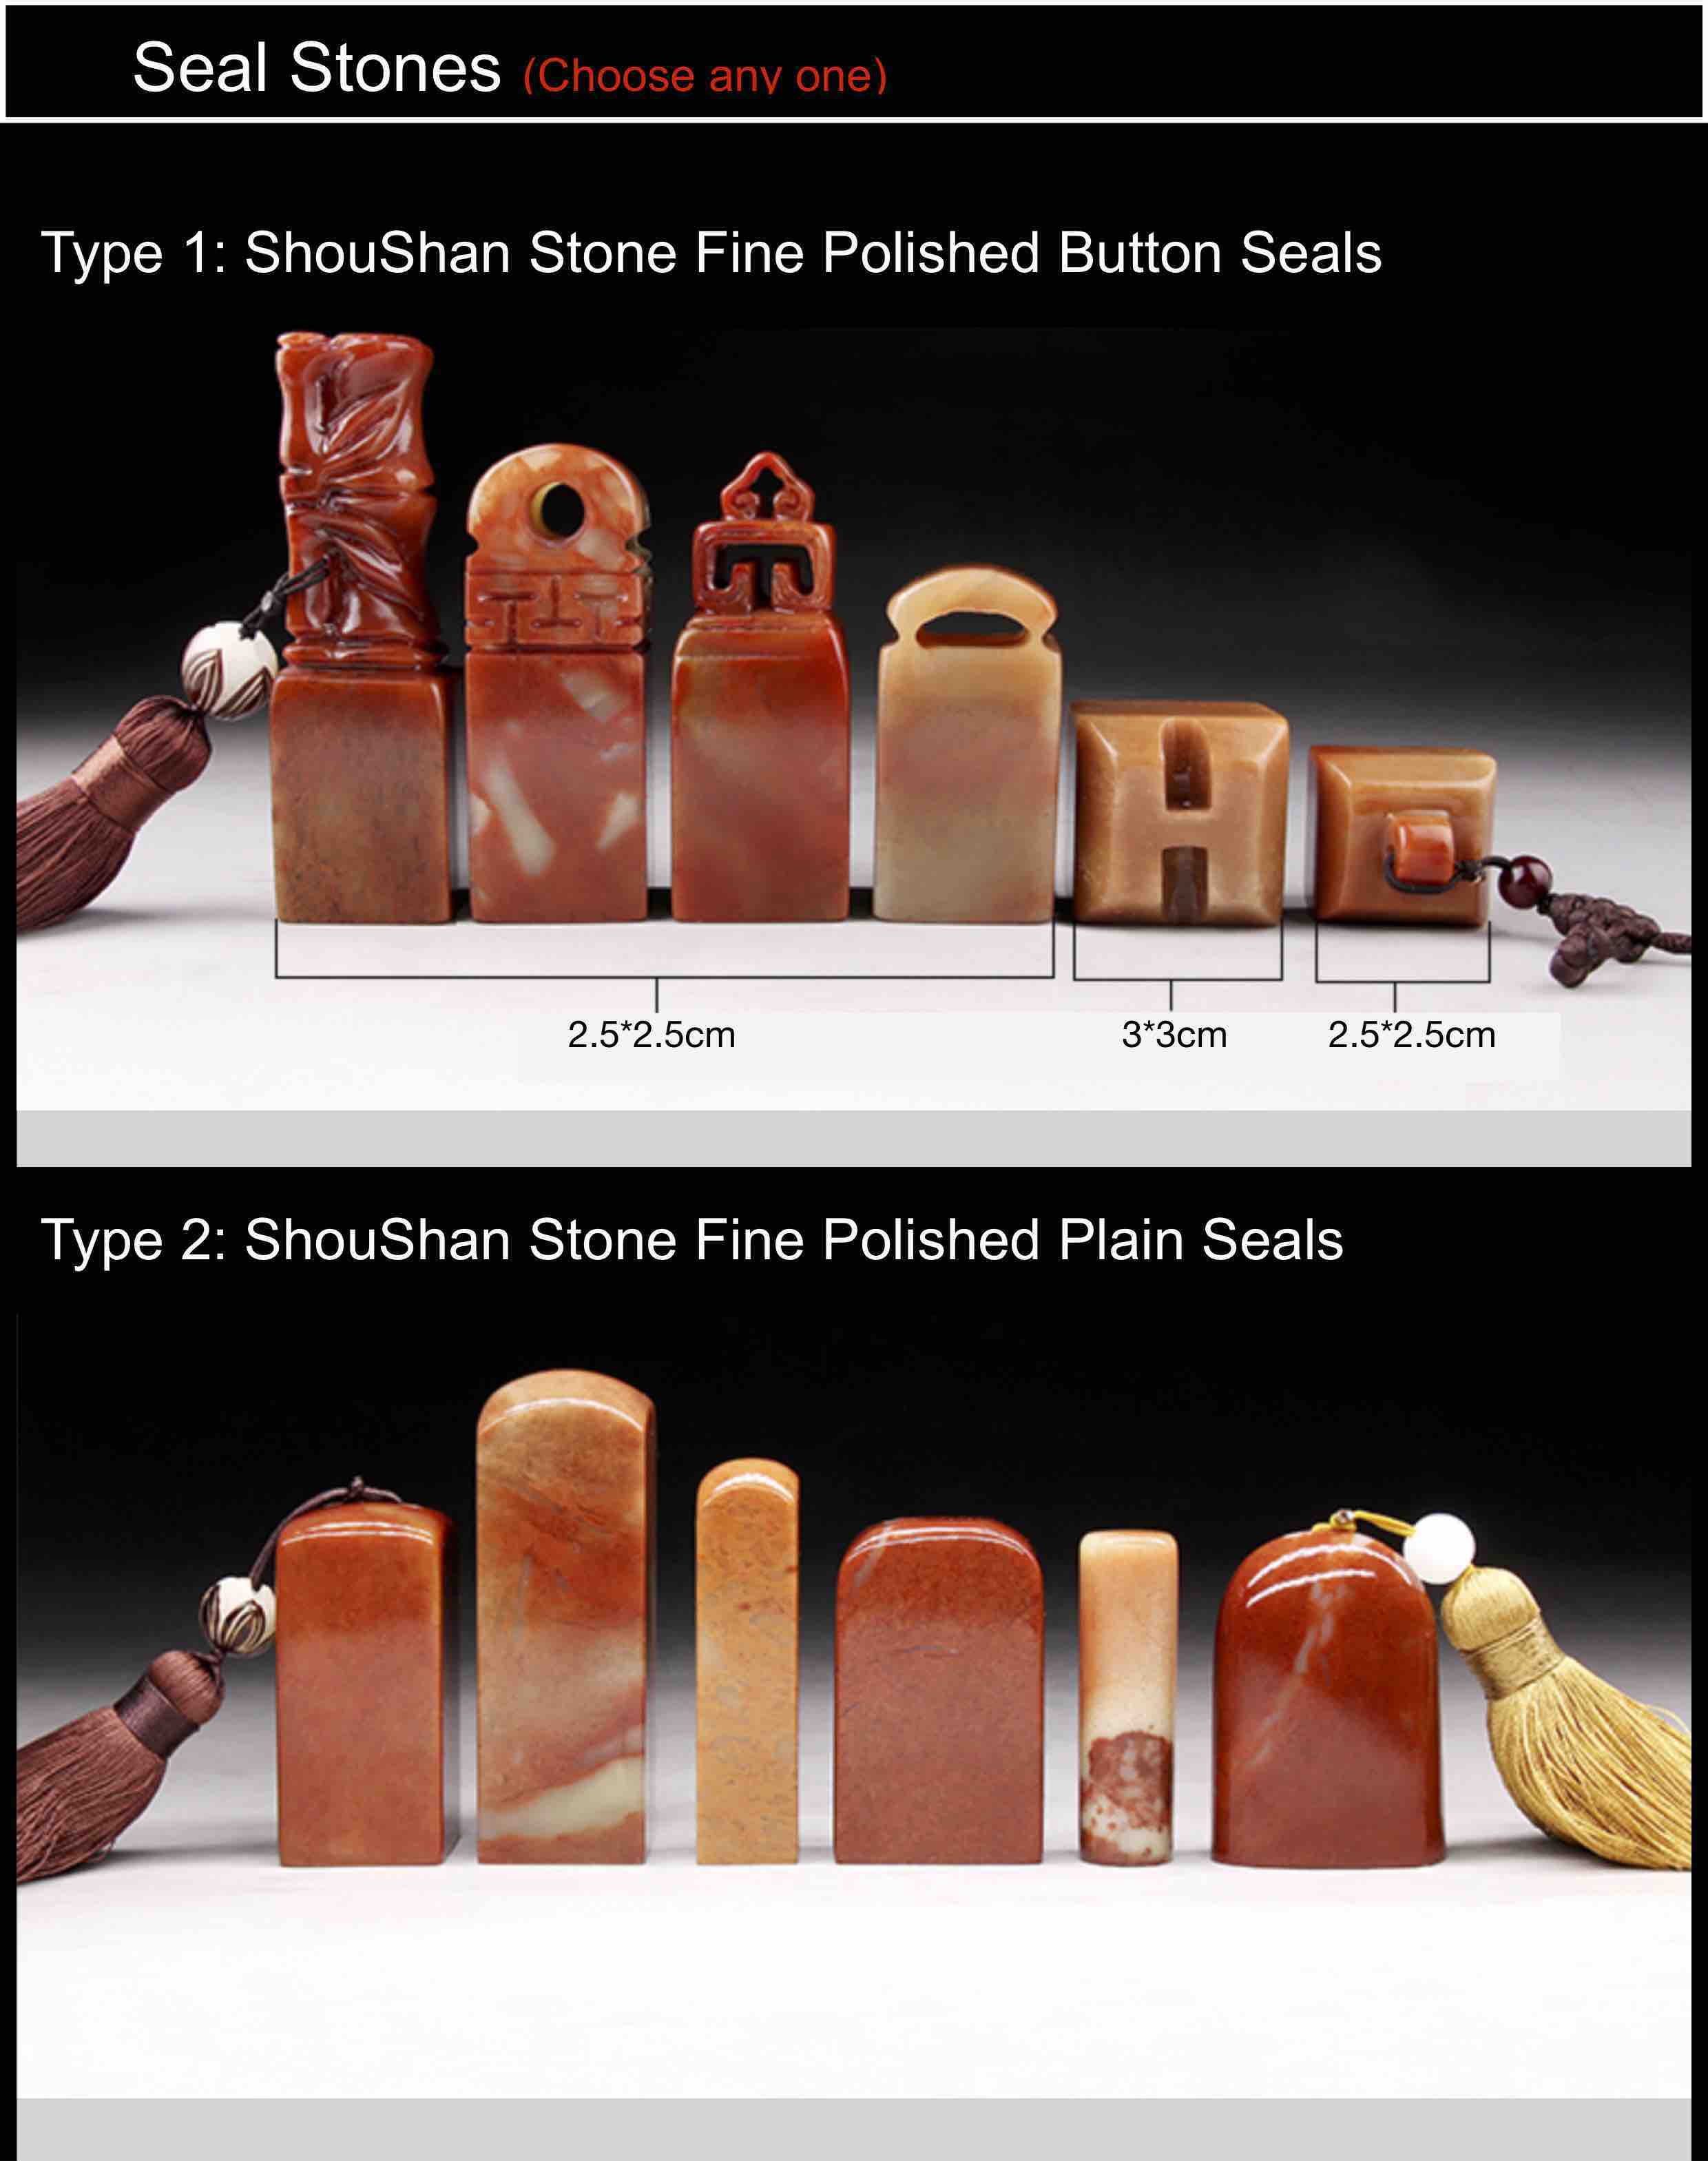 Seal Stones (Choose any one)
Type 1: ShouShan Stone Fine Polished Button Seals
2.5*2.5cm 3*3cm 2.5*2.5cm
Type 2: ShouShan Stone Fine Polished Plain Seals